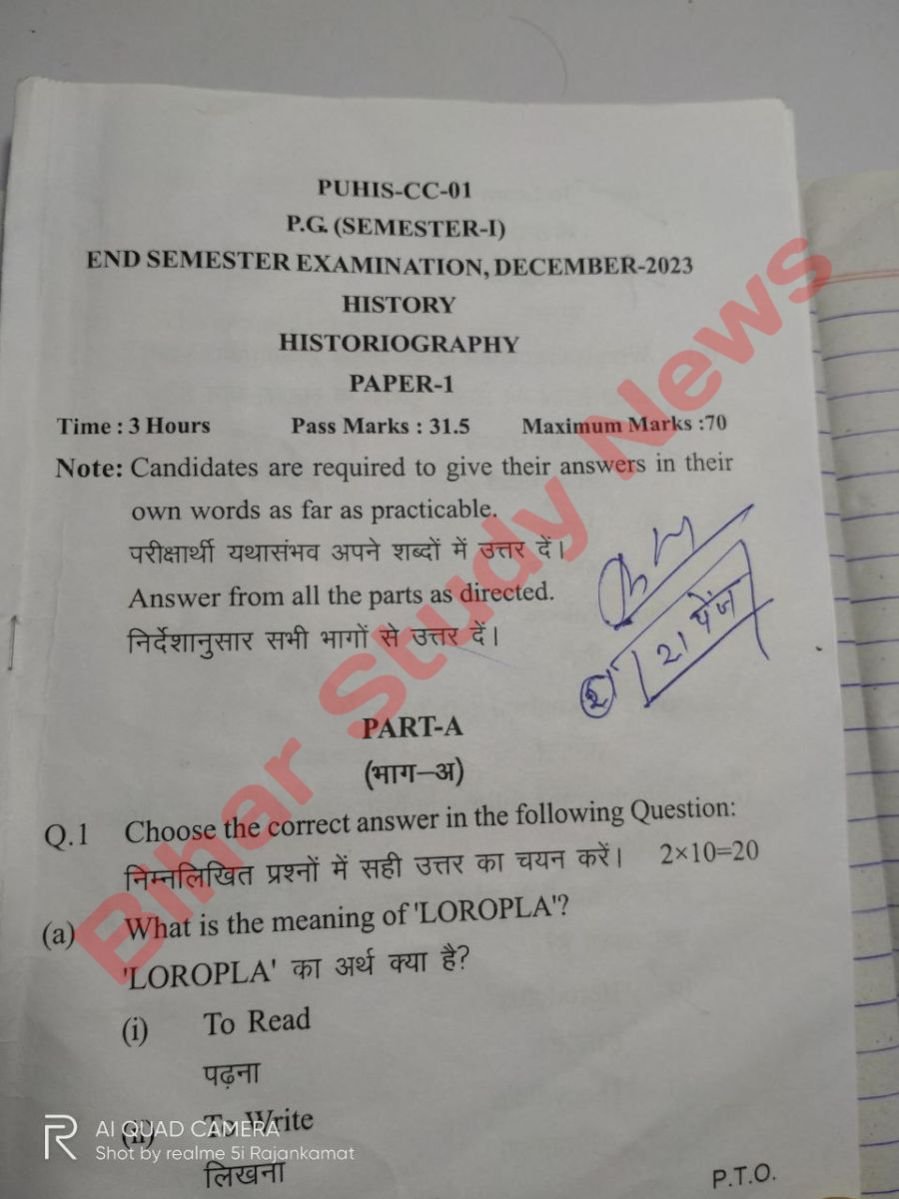 PUHIS-CC-01
P.G. (SEMESTER-I)
END SEMESTER EXAMINATION, DECEMBER-2023
HISTORY
HISTORIOGRAPHY
PAPER-1
Time : 3 Hours Pass Marks : 31.5 Maximum Marks :70
Note: Candidates are required to give their answers in their
own words as far as practicable.
परीक्षार्थी यथासंभव अपने शब्दों में उत्तर दें।
Answer from all the parts as directed.
निर्देशानुसार सभी भागों से उत्तर दें।
२१ पेज
PART-A
(भाग–अ)
Q.1 Choose the correct answer in the following Question:
निम्नलिखित प्रश्नों में सही उत्तर का चयन करें। 2×10=20
(a) What is the meaning of 'LOROPLA'?
'LOROPLA' का अर्थ क्या है?
(i) To Read
पढ़ना
(ii) To Write
लिखना
P.T.O.
Bihar Study News
AI QUAD CAMERA
Shot by realme 5i Rajankamat